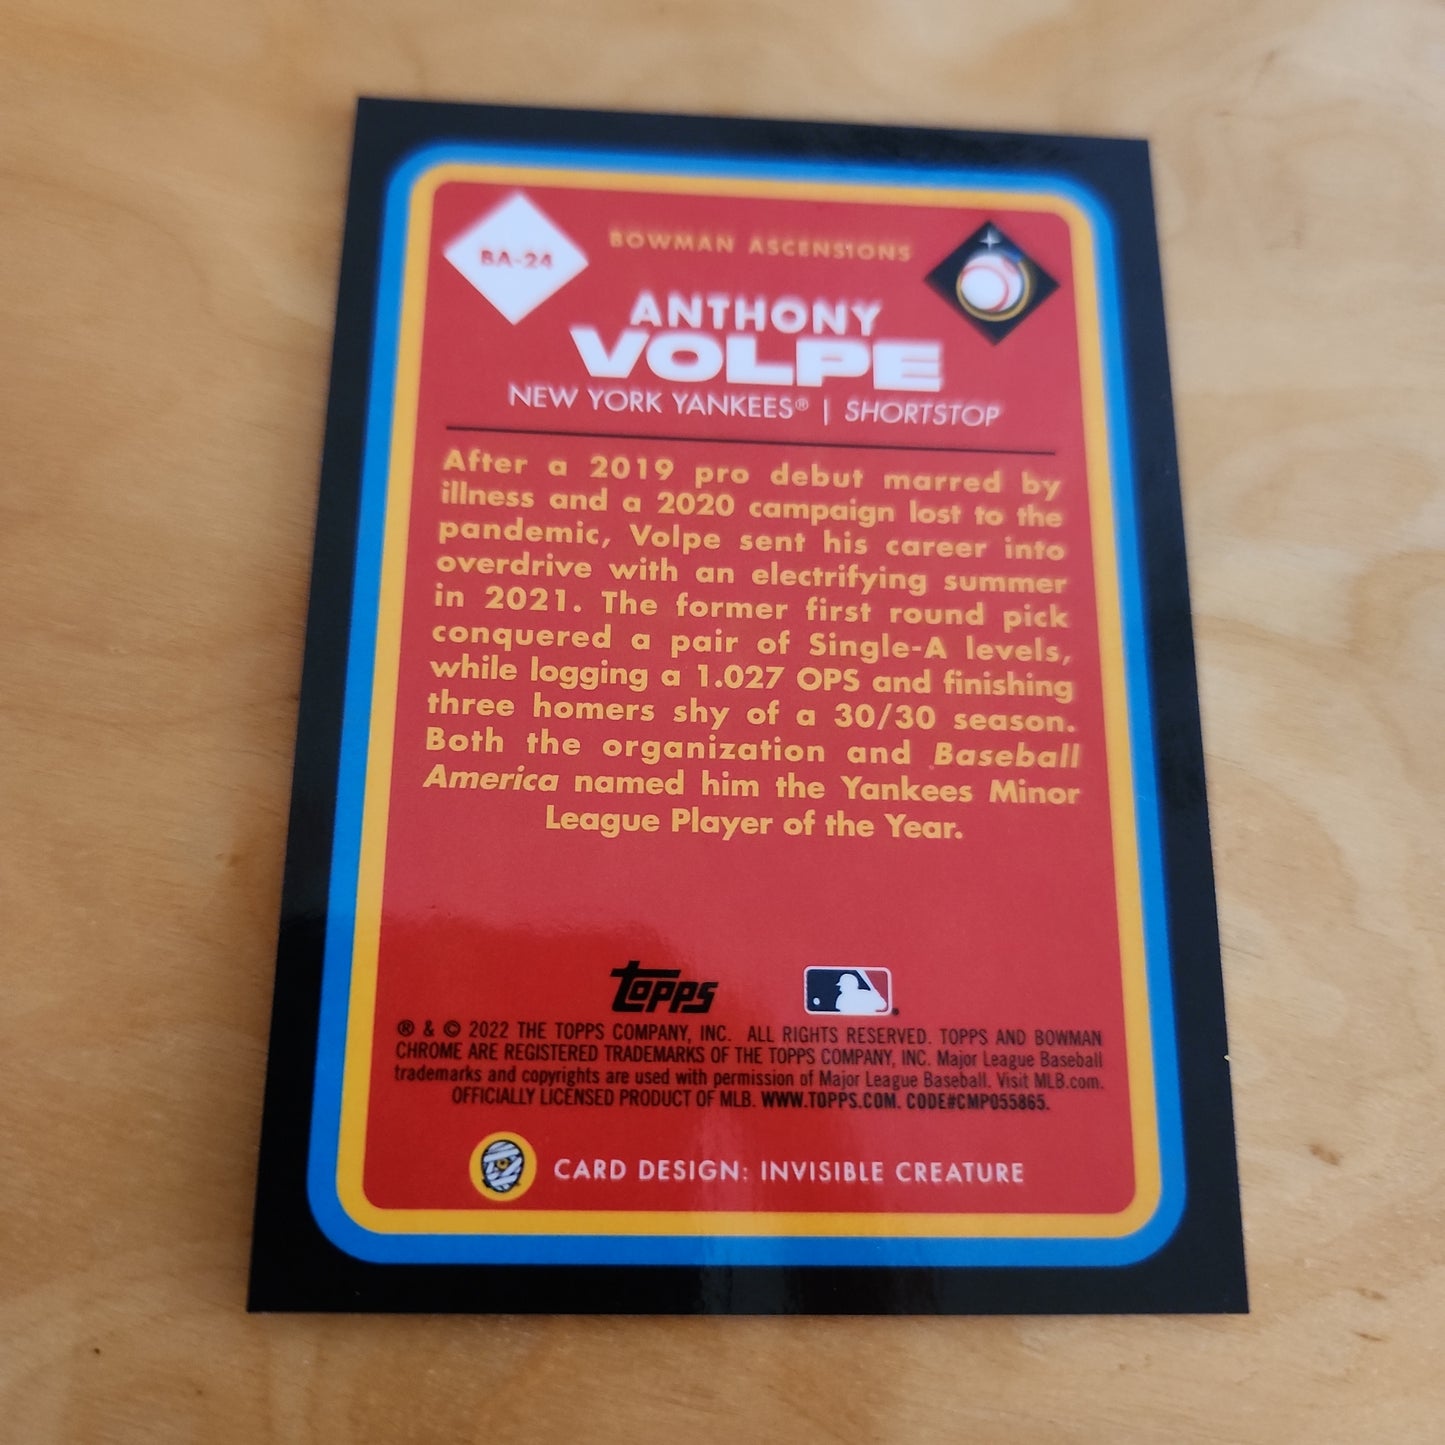 BA-24
BOWMAN ASCENSIONS
ANTHONY
VOLPE
NEW YORK YANKEES® | SHORTSTOP
After a 2019 pro debut marred by
illness and a 2020 campaign lost to the
pandemic, Volpe sent his career into
overdrive with an electrifying summer
in 2021. The former first round pick
conquered a pair of Single-A levels,
while logging a 1.027 OPS and finishing
three homers shy of a 30/30 season.
Both the organization and Baseball
America named him the Yankees Minor
League Player of the Year.
Topps
® & © 2022 THE TOPPS COMPANY, INC. ALL RIGHTS RESERVED. TOPPS AND BOWMAN
CHROME ARE REGISTERED TRADEMARKS OF THE TOPPS COMPANY, INC. Major League Baseball
trademarks and copyrights are used with permission of Major League Baseball. Visit MLB.com.
OFFICIALLY LICENSED PRODUCT OF MLB. WWW.TOPPS.COM. CODE#CMP055865.
CARD DESIGN: INVISIBLE CREATURE